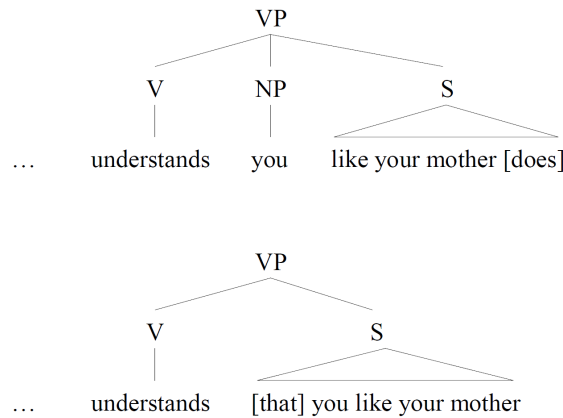 VP
V NP S
… understands you like your mother [does]
VP
V S
… understands [that] you like your mother